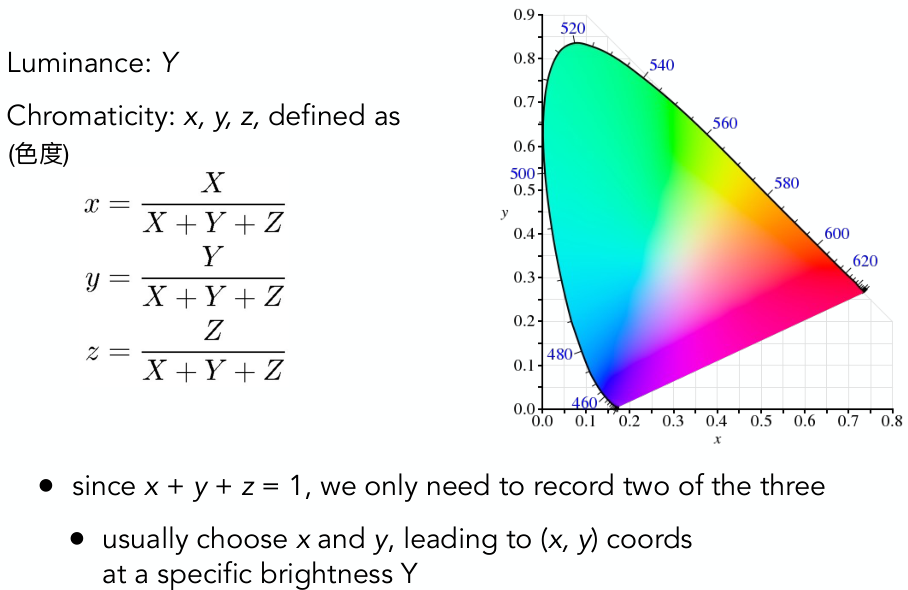 Luminance: Y
Chromaticity: x, y, z, defined as
(色度)
x = X / (X + Y + Z)
y = Y / (X + Y + Z)
z = Z / (X + Y + Z)
0.9
0.8
0.7
0.6
0.5
0.4
0.3
0.2
0.1
0.0
y
520
540
560
500
580
600
620
480
460
0.0 0.1 0.2 0.3 0.4 0.5 0.6 0.7 0.8
x
• since x + y + z = 1, we only need to record two of the three
• usually choose x and y, leading to (x, y) coords
at a specific brightness Y